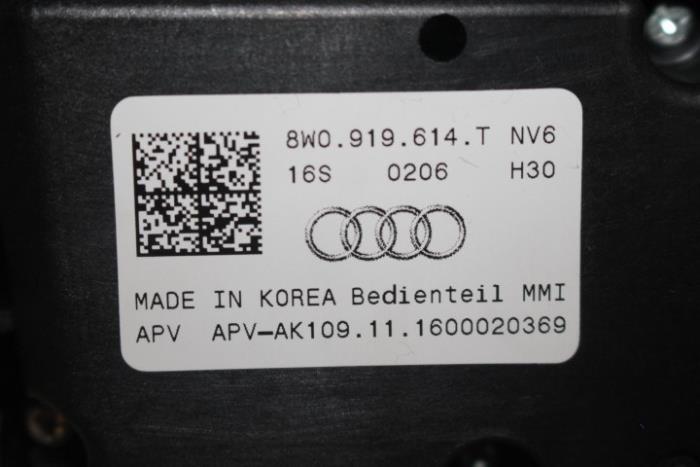 8W0.919.614.T NV6
16S 0206 H30
MADE IN KOREA Bedienteil MMI
APV APV-AK109.11.1600020369